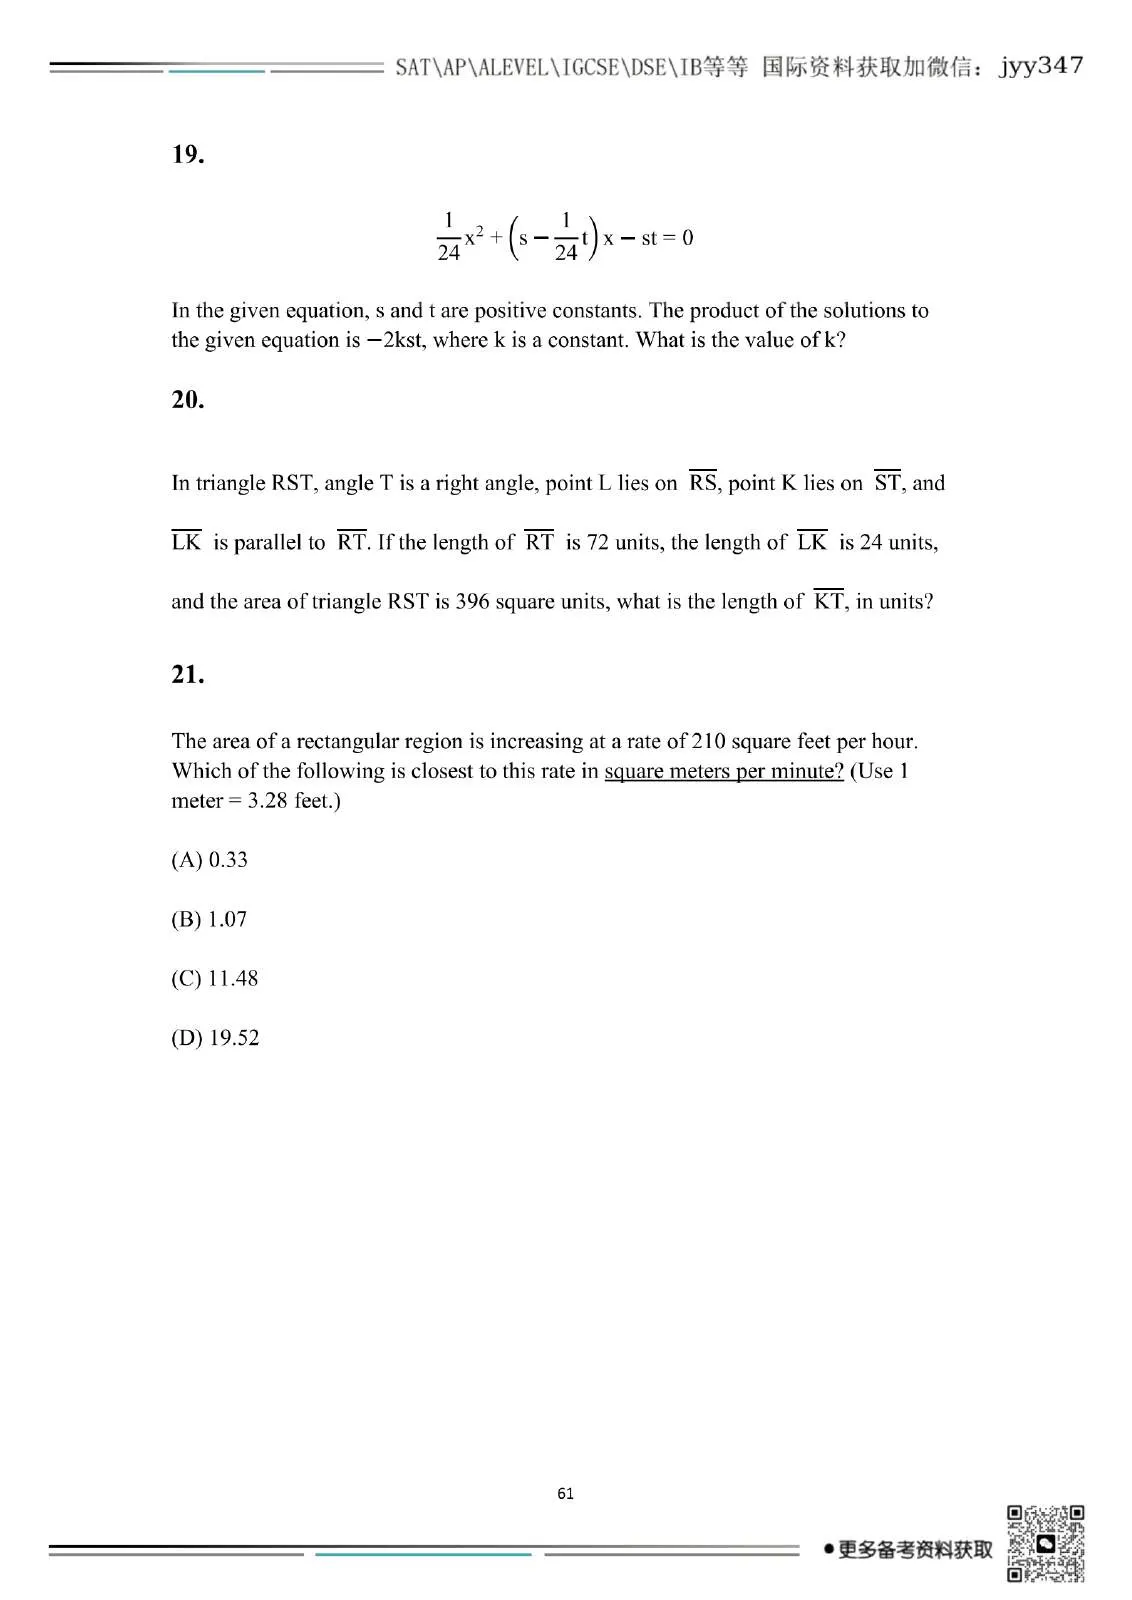 SAT\AP\ALEVEL\IGCSE\DSE\IB等等 国际资料获取加微信: jyy347
19.
1/24 x² + (s − 1/24 t) x − st = 0
In the given equation, s and t are positive constants. The product of the solutions to
the given equation is −2kst, where k is a constant. What is the value of k?
20.
In triangle RST, angle T is a right angle, point L lies on RS, point K lies on ST, and
LK is parallel to RT. If the length of RT is 72 units, the length of LK is 24 units,
and the area of triangle RST is 396 square units, what is the length of KT, in units?
21.
The area of a rectangular region is increasing at a rate of 210 square feet per hour.
Which of the following is closest to this rate in square meters per minute? (Use 1
meter = 3.28 feet.)
(A) 0.33
(B) 1.07
(C) 11.48
(D) 19.52
61
●更多备考资料获取